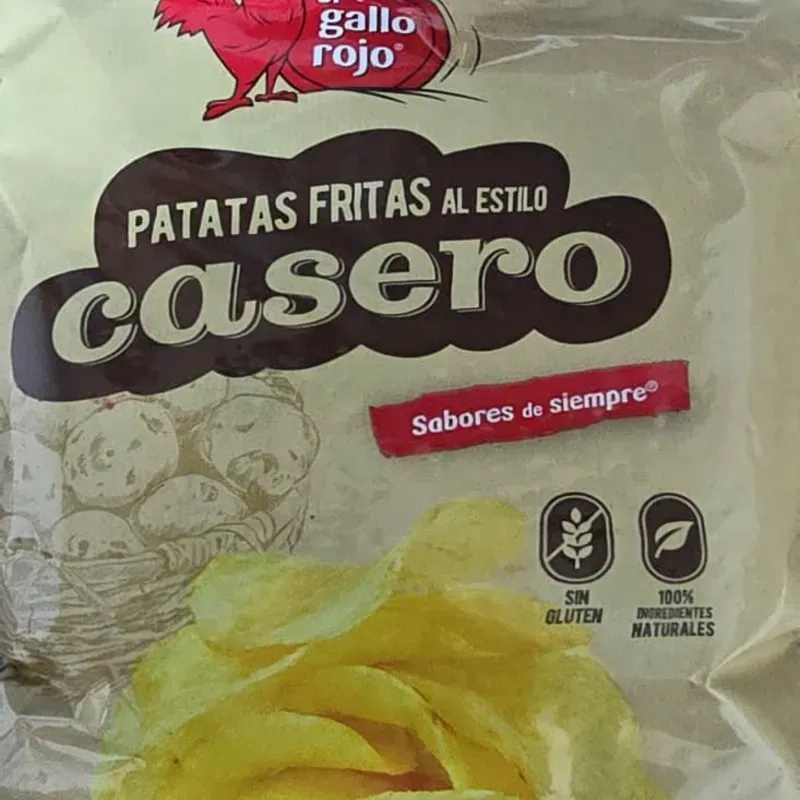 gallo
rojo®
PATATAS FRITAS AL ESTILO
casero
Sabores de siempre®
SIN
GLUTEN
100%
INGREDIENTES
NATURALES